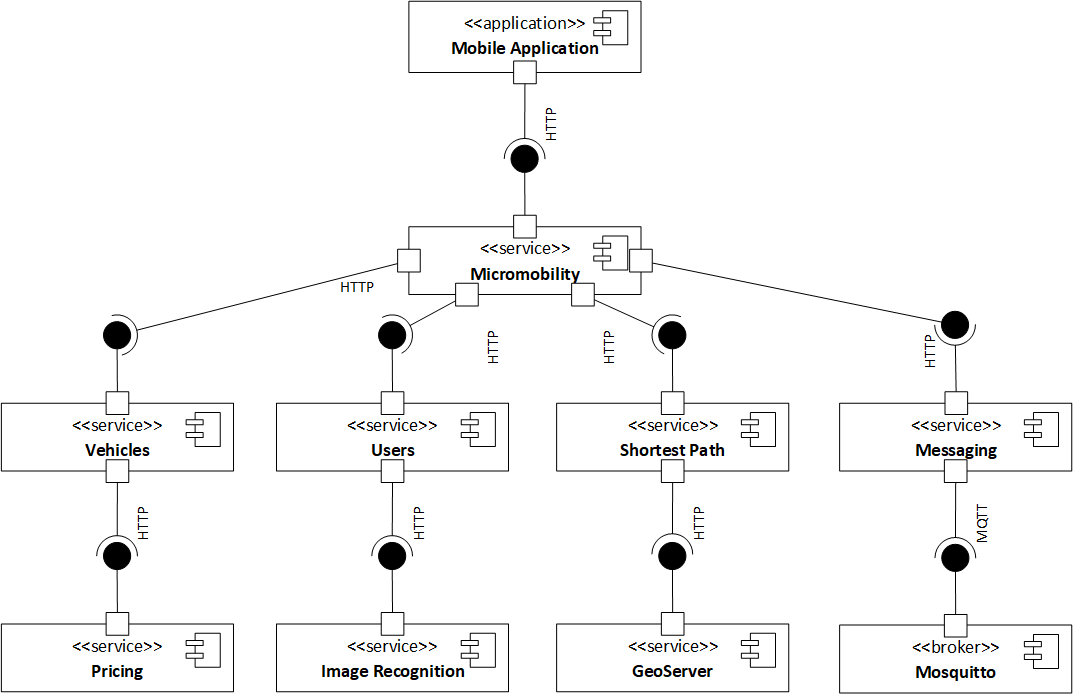 <<application>>
Mobile Application
HTTP
<<service>>
Micromobility
HTTP
HTTP
HTTP
HTTP
<<service>>
Vehicles
<<service>>
Users
<<service>>
Shortest Path
<<service>>
Messaging
HTTP
HTTP
HTTP
MQTT
<<service>>
Pricing
<<service>>
Image Recognition
<<service>>
GeoServer
<<broker>>
Mosquitto